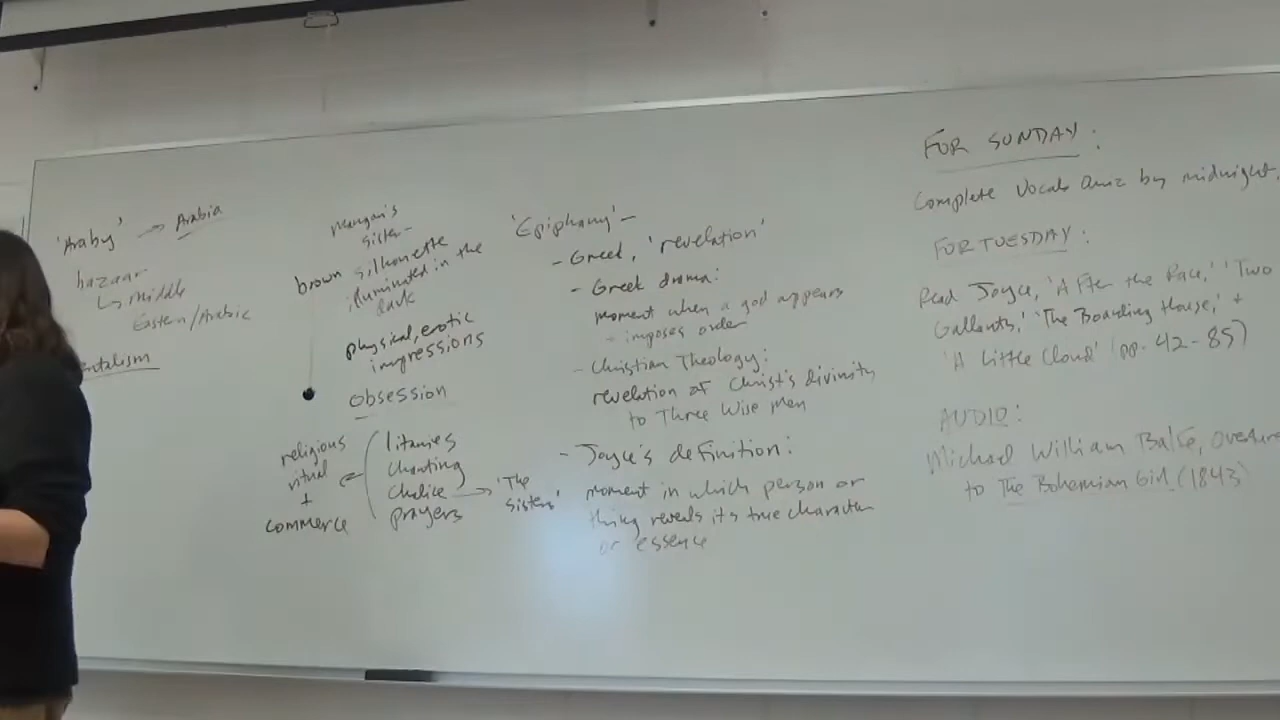 'Araby' → Arabia
bazaar
↳ Middle
Eastern/Arabic
entalism
Mangan's
sister -
brown silhouette
illuminated in the
dark
physical, erotic
impressions
obsession
religious
ritual
+
commerce
litanies
chanting
chalice → 'The
Sisters'
prayers
'Epiphany' -
- Greek, 'revelation'
- Greek drama:
moment when a god appears
- imposes order
- Christian Theology:
revelation of Christ's divinity
to Three Wise Men
- Joyce's definition:
moment in which person or
thing reveals its true character
or essence
FOR SUNDAY:
Complete Vocab Quiz by midnight.
FOR TUESDAY:
Read Joyce, 'After the Race,' 'Two
Gallants,' 'The Boarding House,' +
'A Little Cloud' (pp. 42-85)
AUDIO:
Michael William Balfe, Overture
to The Bohemian Girl (1843)